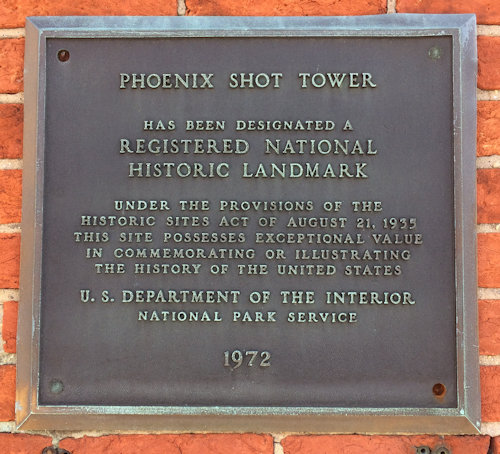 PHOENIX SHOT TOWER
HAS BEEN DESIGNATED A
REGISTERED NATIONAL
HISTORIC LANDMARK
UNDER THE PROVISIONS OF THE
HISTORIC SITES ACT OF AUGUST 21, 1935
THIS SITE POSSESSES EXCEPTIONAL VALUE
IN COMMEMORATING OR ILLUSTRATING
THE HISTORY OF THE UNITED STATES
U. S. DEPARTMENT OF THE INTERIOR
NATIONAL PARK SERVICE
1972